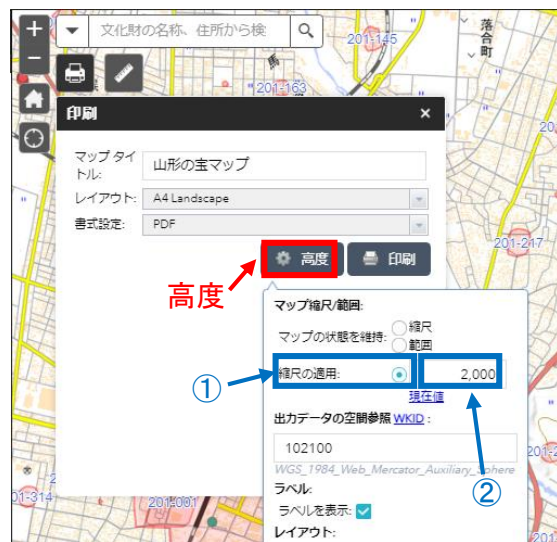 文化財の名称、住所から検
201-145
落合町
馬
201-163
印刷
マップ タイトル:
山形の宝マップ
レイアウト:
A4 Landscape
書式設定:
PDF
201-217
高度
印刷
高度
マップ縮尺/範囲:
マップの状態を維持:
縮尺
範囲
①
縮尺の適用:
2,000
現在値
出力データの空間参照 WKID :
102100
WGS_1984_Web_Mercator_Auxiliary_Sphere
②
ラベル:
ラベルを表示:
レイアウト:
01-314
201-001